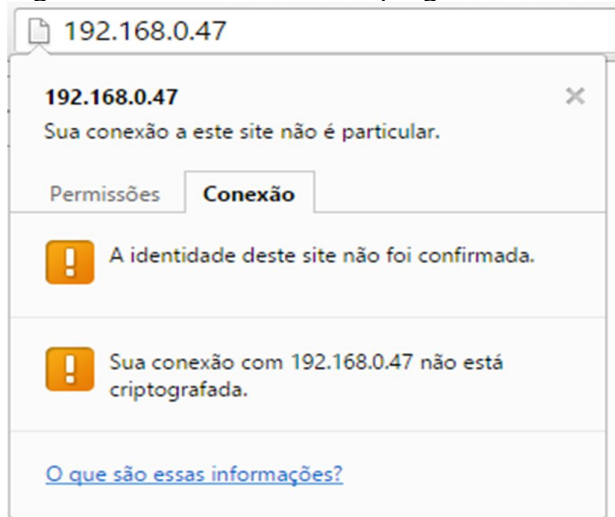 192.168.0.47
192.168.0.47
Sua conexão a este site não é particular.
Permissões Conexão
A identidade deste site não foi confirmada.
Sua conexão com 192.168.0.47 não está
criptografada.
O que são essas informações?